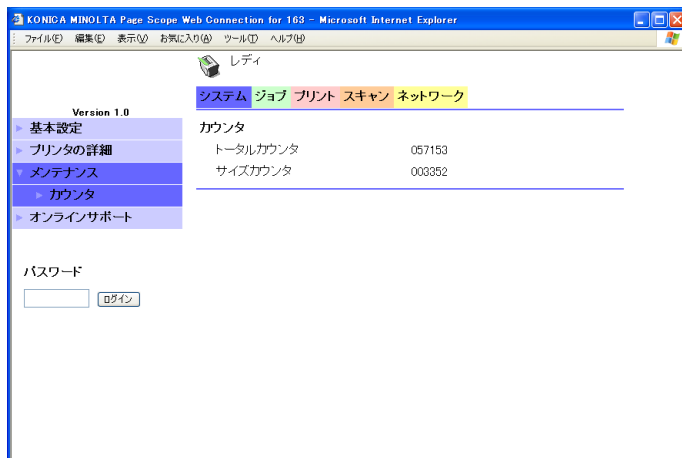 KONICA MINOLTA Page Scope Web Connection for 163 - Microsoft Internet Explorer
ファイル(F) 編集(E) 表示(V) お気に入り(A) ツール(T) ヘルプ(H)
レディ
システム ジョブ プリント スキャン ネットワーク
Version 1.0
基本設定
プリンタの詳細
メンテナンス
カウンタ
オンラインサポート
カウンタ
トータルカウンタ 057153
サイズカウンタ 003352
パスワード
ログイン